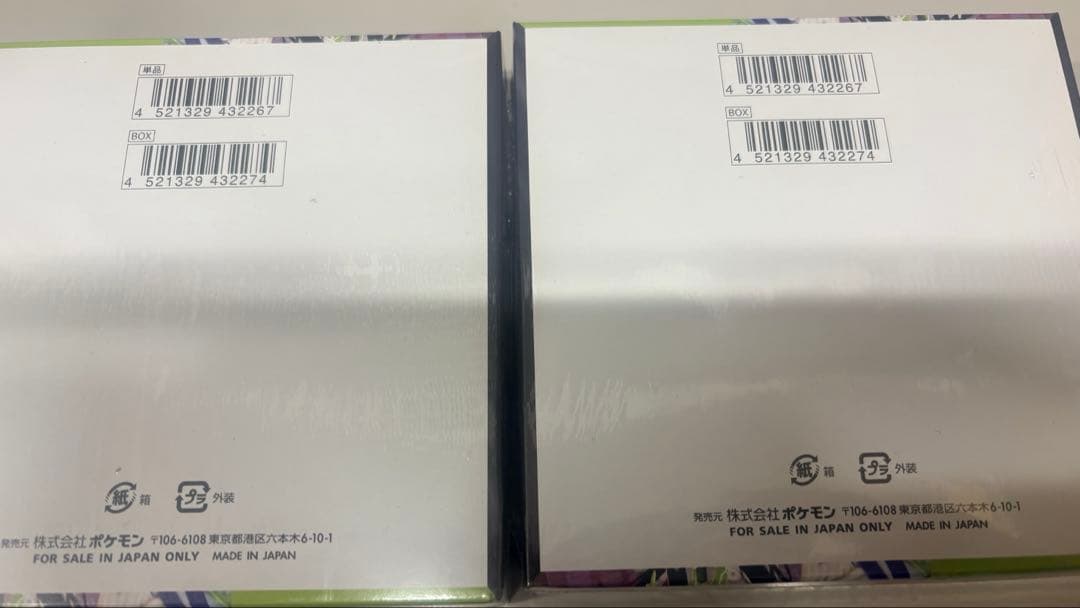 単品
4 521329 432267
BOX
4 521329 432274
紙 箱 プラ 外装
発売元 株式会社ポケモン 〒106-6108 東京都港区六本木6-10-1
FOR SALE IN JAPAN ONLY MADE IN JAPAN
単品
4 521329 432267
BOX
4 521329 432274
紙 箱 プラ 外装
発売元 株式会社ポケモン 〒106-6108 東京都港区六本木6-10-1
FOR SALE IN JAPAN ONLY MADE IN JAPAN